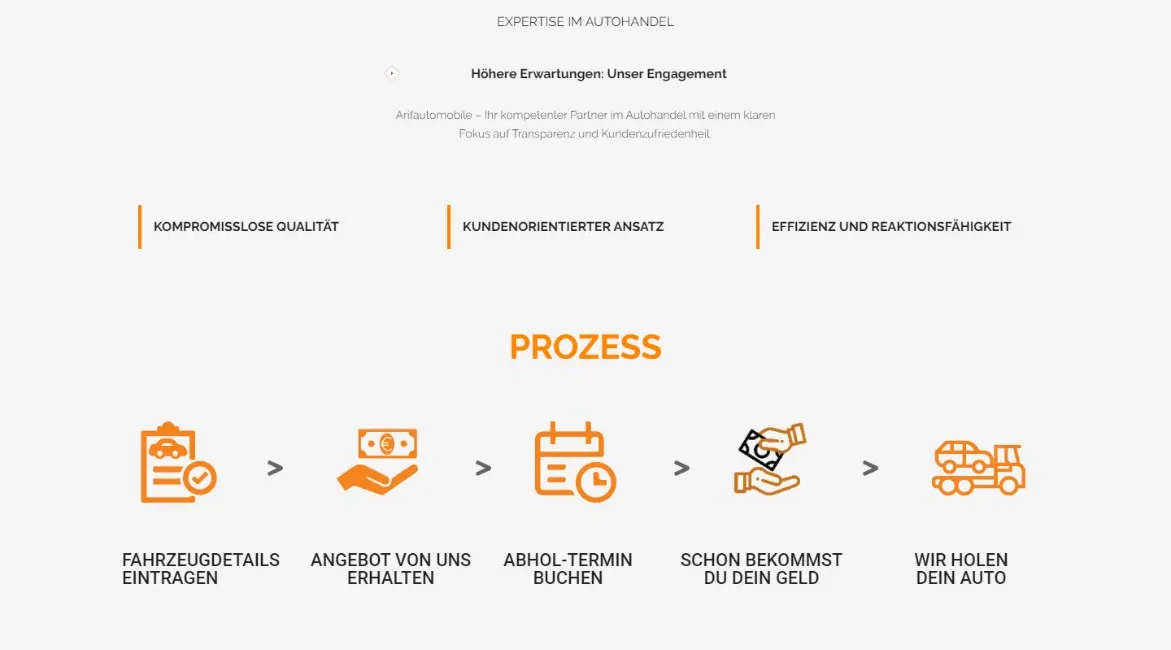 EXPERTISE IM AUTOHANDEL
Höhere Erwartungen: Unser Engagement
Arifautomobile – Ihr kompetenter Partner im Autohandel mit einem klaren
Fokus auf Transparenz und Kundenzufriedenheit.
KOMPROMISSLOSE QUALITÄT
KUNDENORIENTIERTER ANSATZ
EFFIZIENZ UND REAKTIONSFÄHIGKEIT
PROZESS
> > > >
FAHRZEUGDETAILS
EINTRAGEN
ANGEBOT VON UNS
ERHALTEN
ABHOL-TERMIN
BUCHEN
SCHON BEKOMMST
DU DEIN GELD
WIR HOLEN
DEIN AUTO